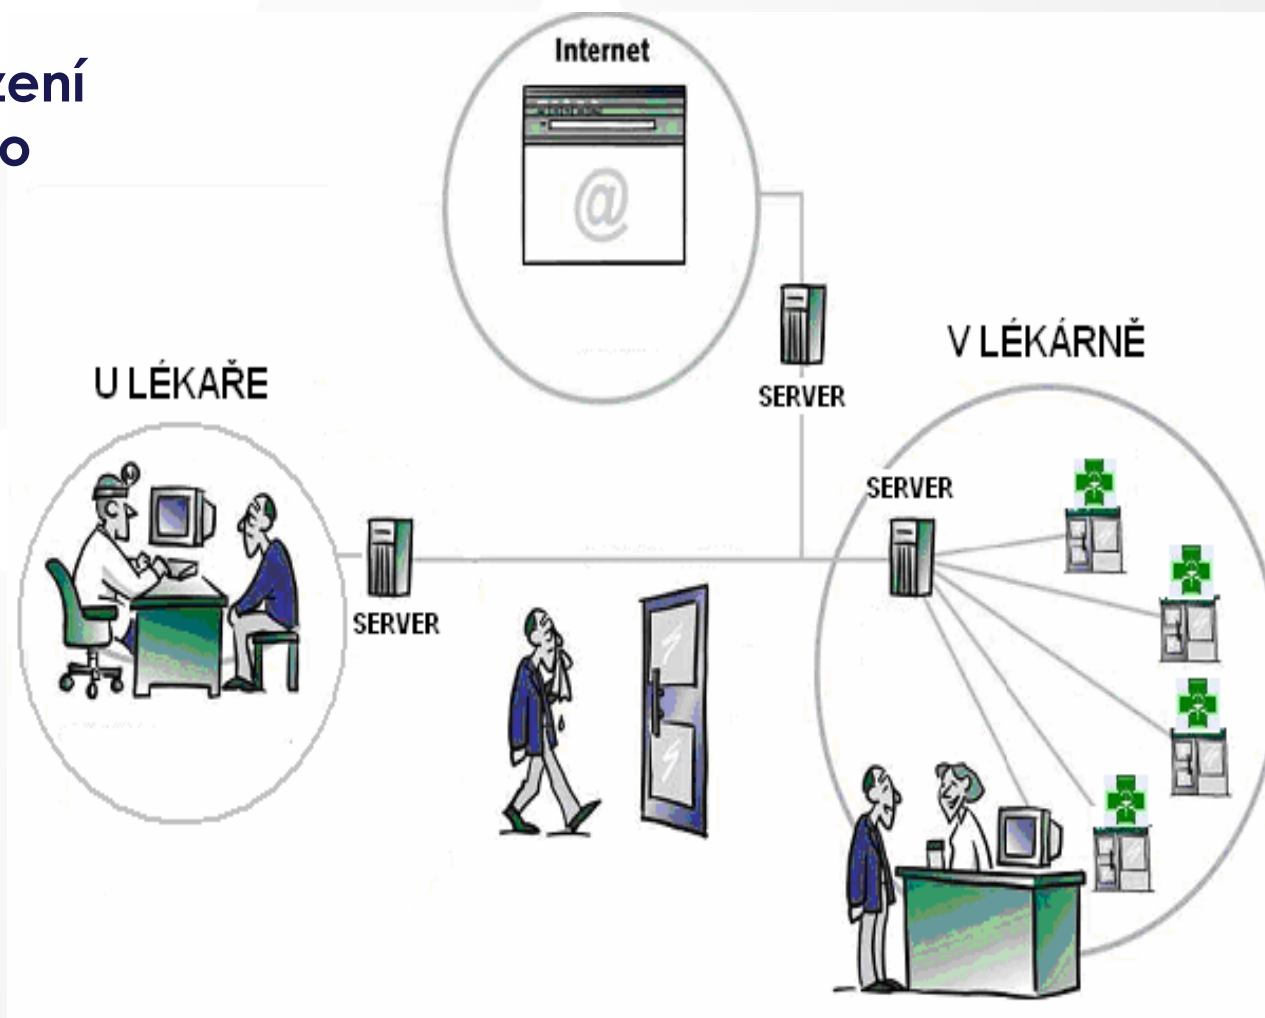 zení
o
Internet
@
SERVER
V LÉKÁRNĚ
U LÉKAŘE
SERVER
SERVER